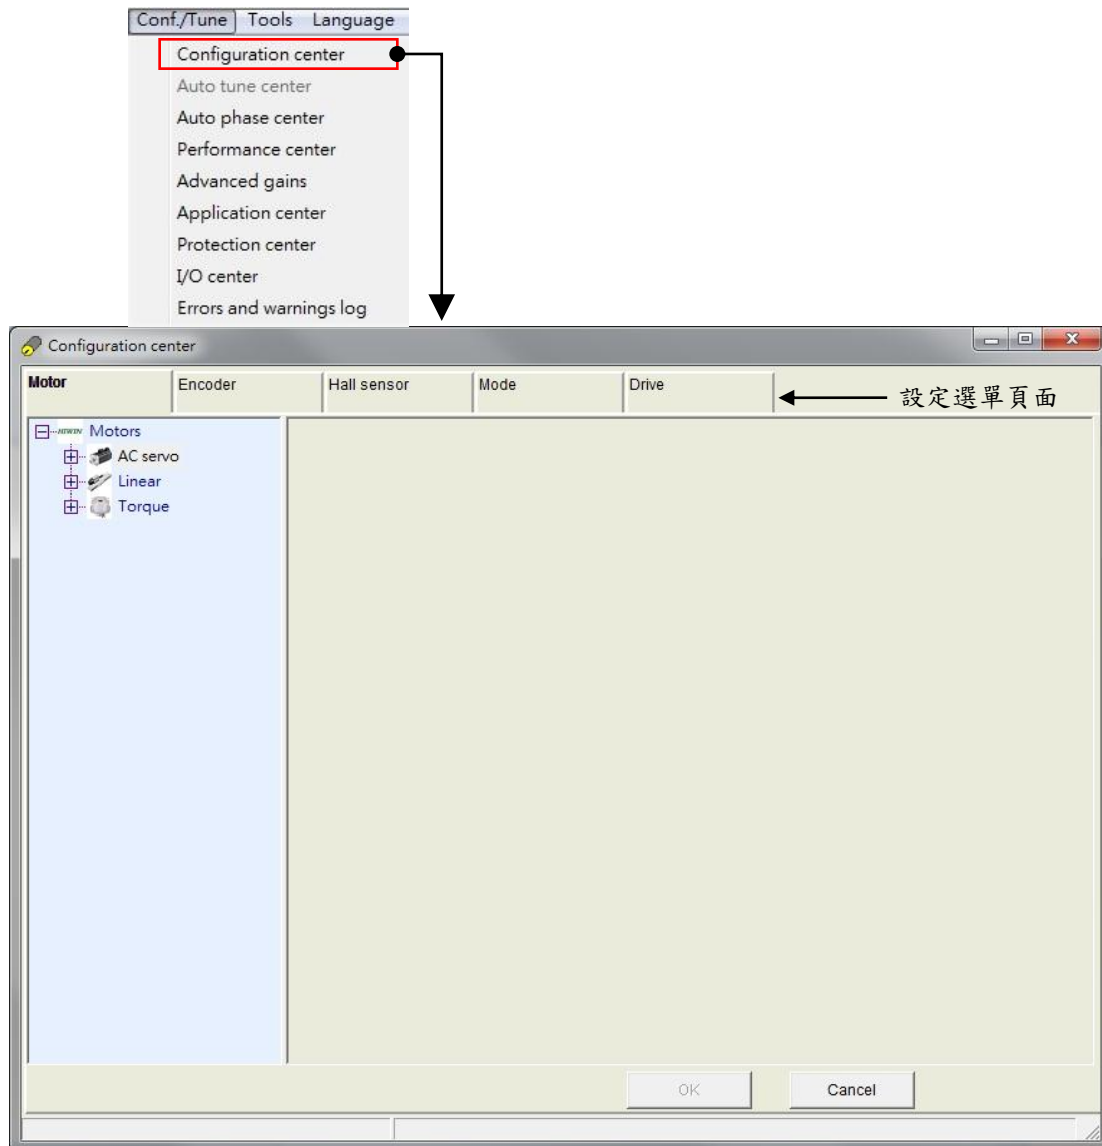 Conf./Tune Tools Language
Configuration center
Auto tune center
Auto phase center
Performance center
Advanced gains
Application center
Protection center
I/O center
Errors and warnings log
Configuration center
Motor Encoder Hall sensor Mode Drive
設定選單頁面
HIWIN Motors
AC servo
Linear
Torque
OK Cancel